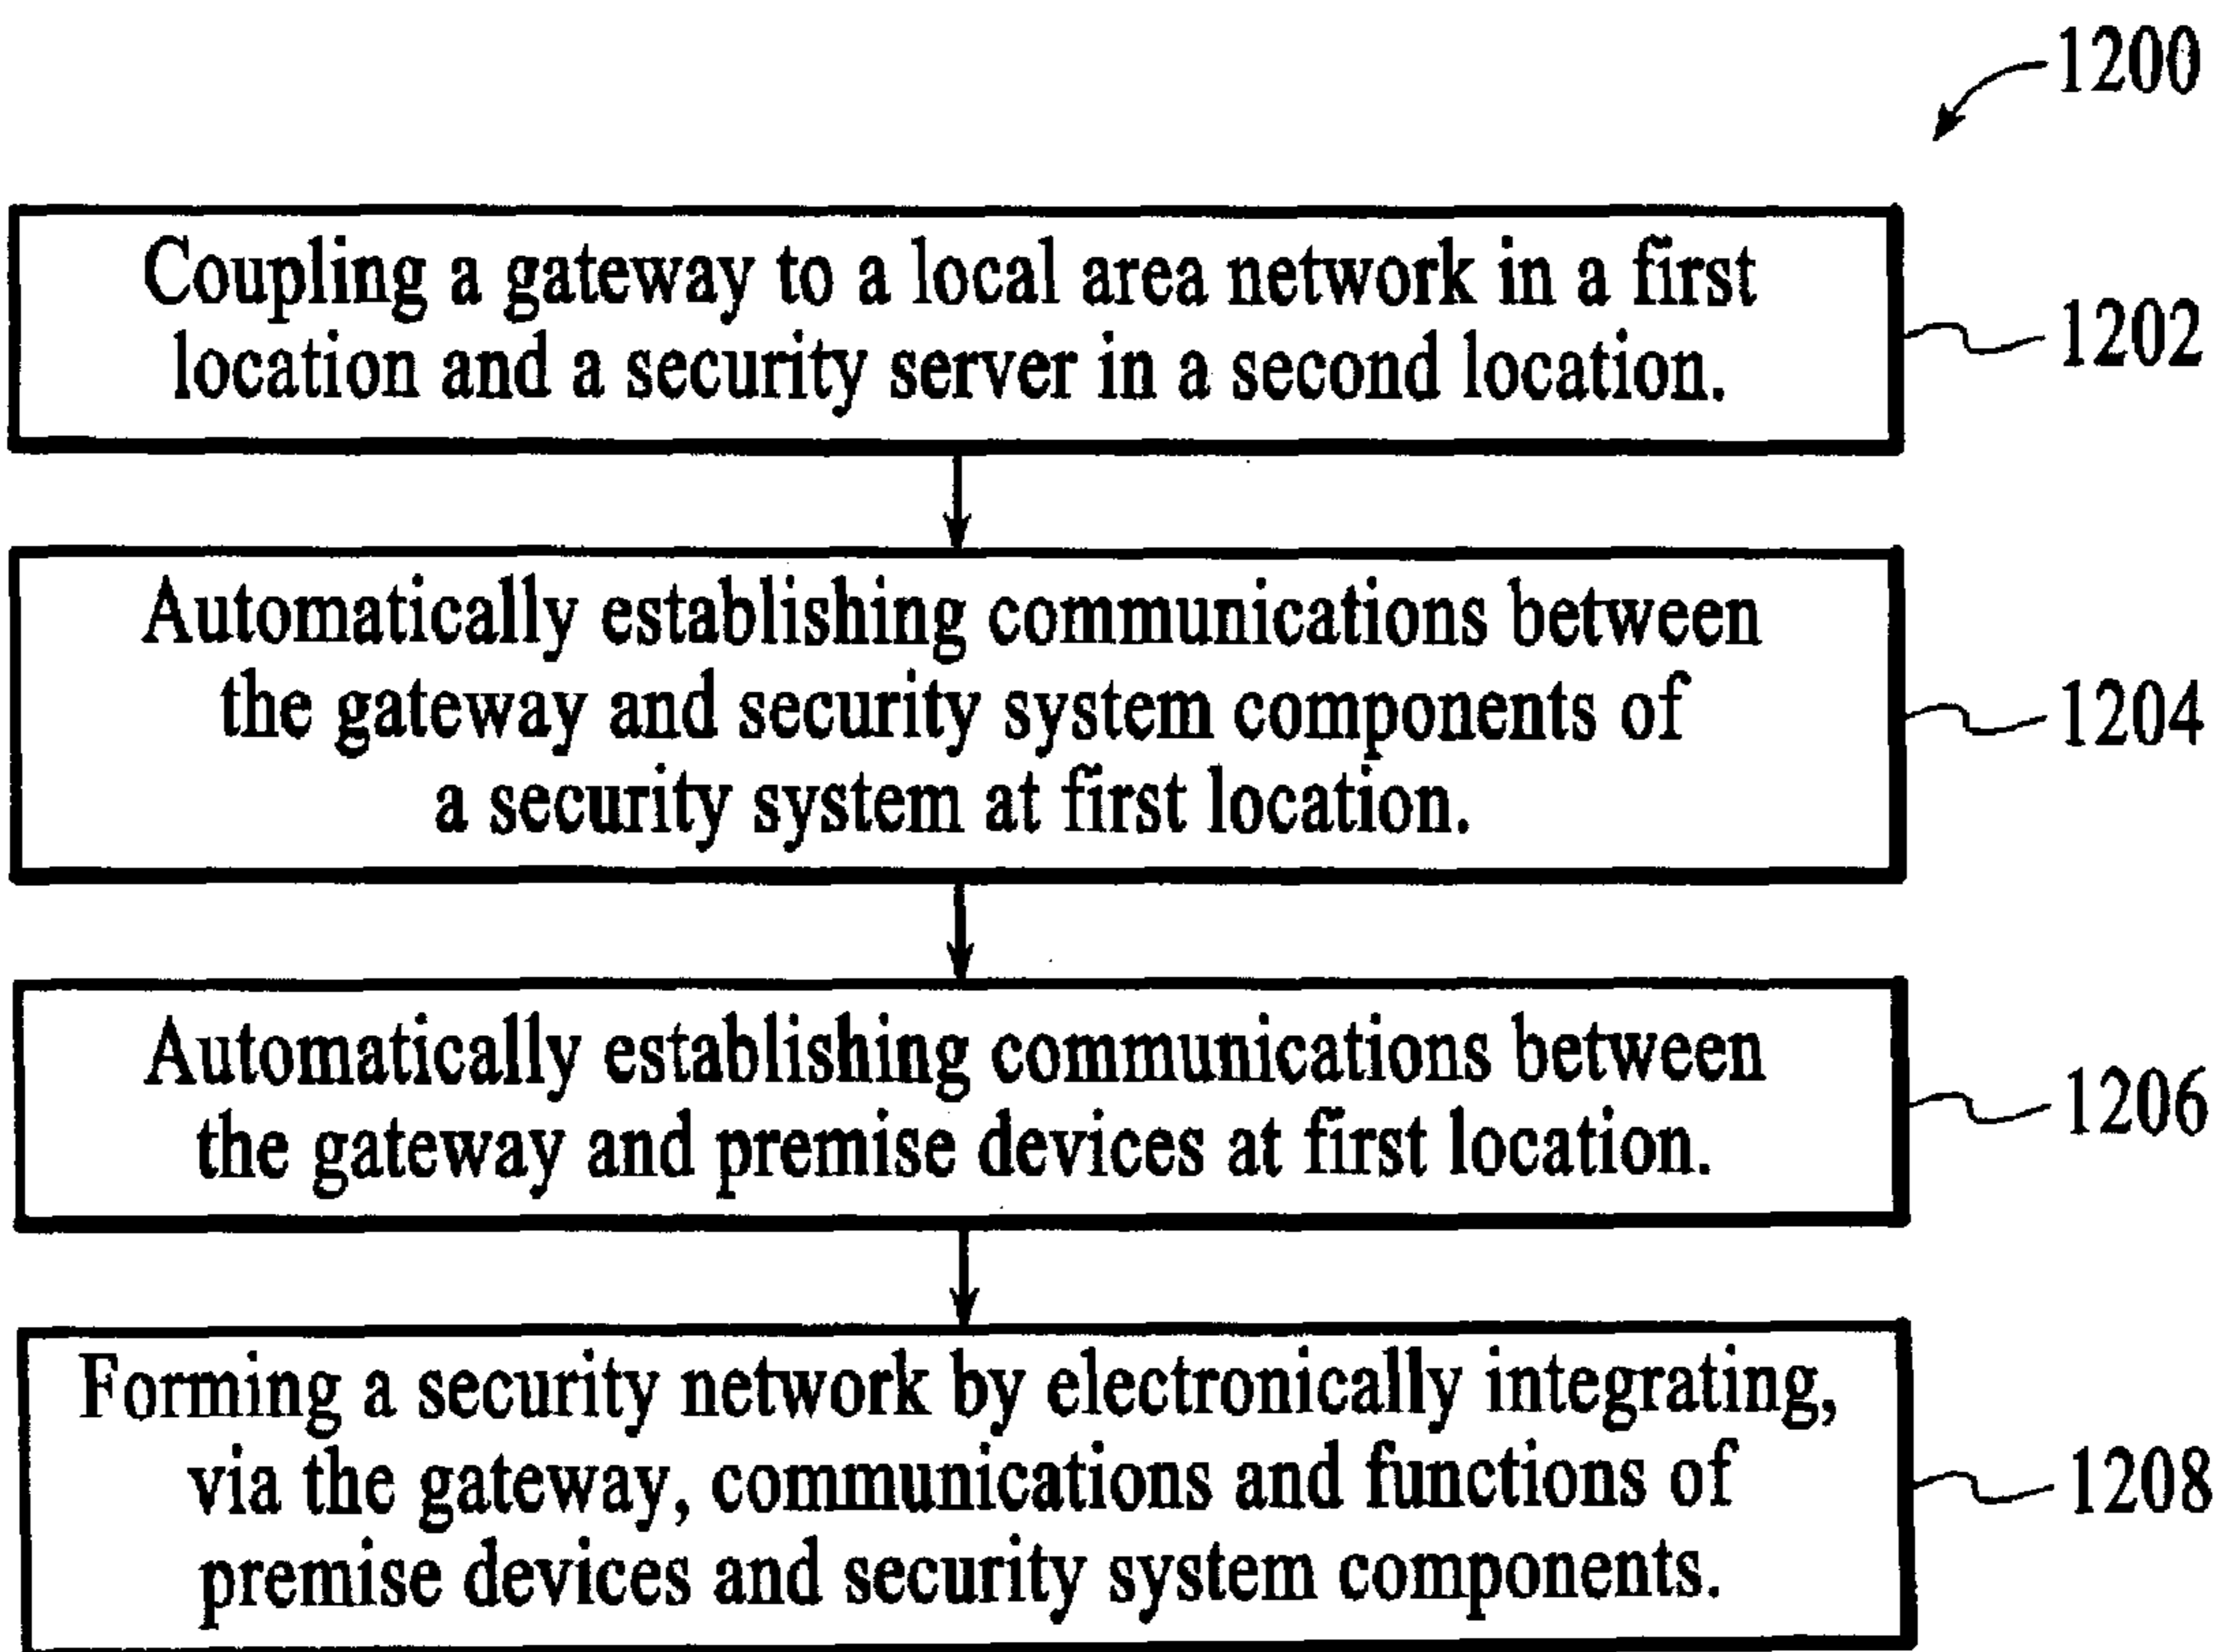 1200
Coupling a gateway to a local area network in a first
location and a security server in a second location.
1202
Automatically establishing communications between
the gateway and security system components of
a security system at first location.
1204
Automatically establishing communications between
the gateway and premise devices at first location.
1206
Forming a security network by electronically integrating,
via the gateway, communications and functions of
premise devices and security system components.
1208